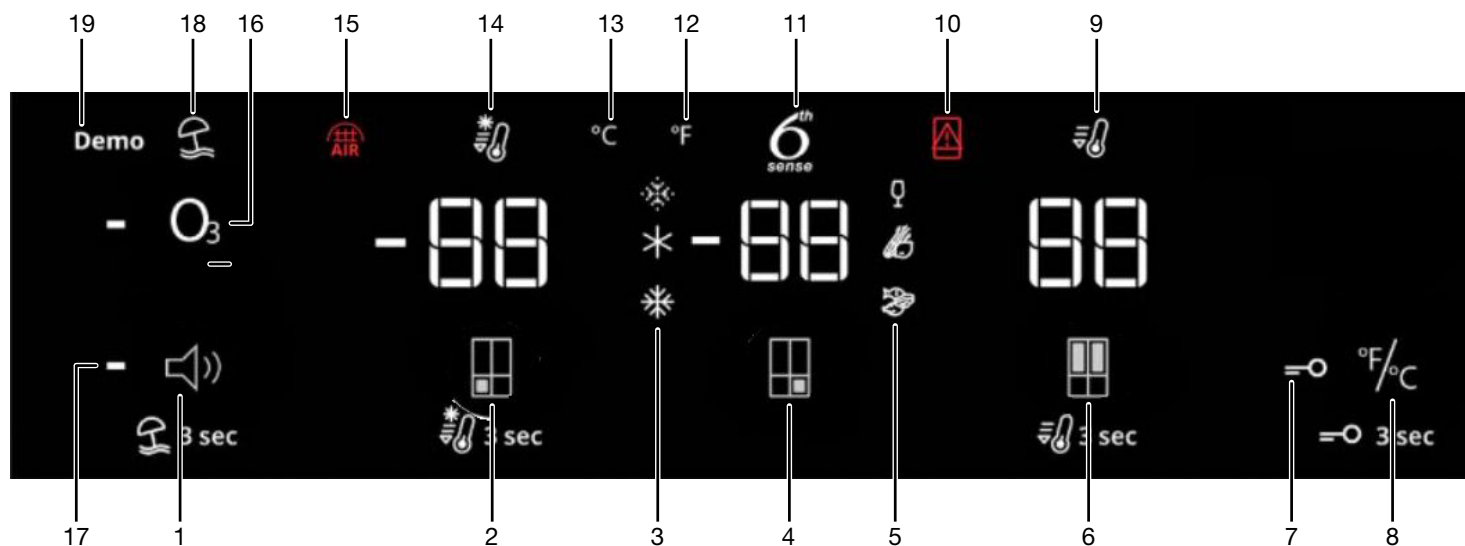 19 18 16 15 14 13 12 11 10 9
Demo AIR °C °F 6th sense
- O3 -88 -88 88
-
°F/°C
3 sec 3 sec 3 sec 3 sec
17 1 2 3 4 5 6 7 8